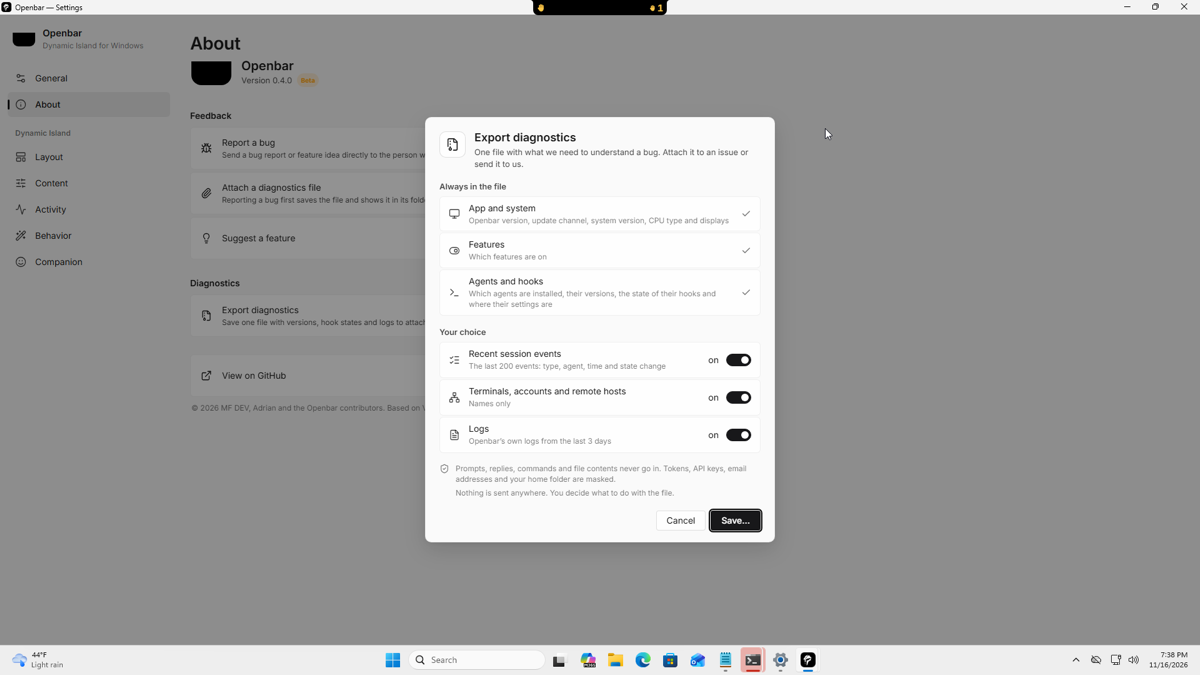 Openbar — Settings
1
Openbar
Dynamic Island for Windows
General
About
Dynamic Island
Layout
Content
Activity
Behavior
Companion
About
Openbar
Version 0.4.0 Beta
Feedback
Report a bug
Send a bug report or feature idea directly to the person w
Attach a diagnostics file
Reporting a bug first saves the file and shows it in its fold
Suggest a feature
Diagnostics
Export diagnostics
Save one file with versions, hook states and logs to attac
View on GitHub
© 2026 MF DEV, Adrian and the Openbar contributors. Based on
Export diagnostics
One file with what we need to understand a bug. Attach it to an issue or
send it to us.
Always in the file
App and system
Openbar version, update channel, system version, CPU type and displays
Features
Which features are on
Agents and hooks
Which agents are installed, their versions, the state of their hooks and
where their settings are
Your choice
Recent session events
The last 200 events: type, agent, time and state change
on
Terminals, accounts and remote hosts
Names only
on
Logs
Openbar's own logs from the last 3 days
on
Prompts, replies, commands and file contents never go in. Tokens, API keys, email
addresses and your home folder are masked.
Nothing is sent anywhere. You decide what to do with the file.
Cancel
Save...
44°F
Light rain
Search
7:38 PM
11/16/2026